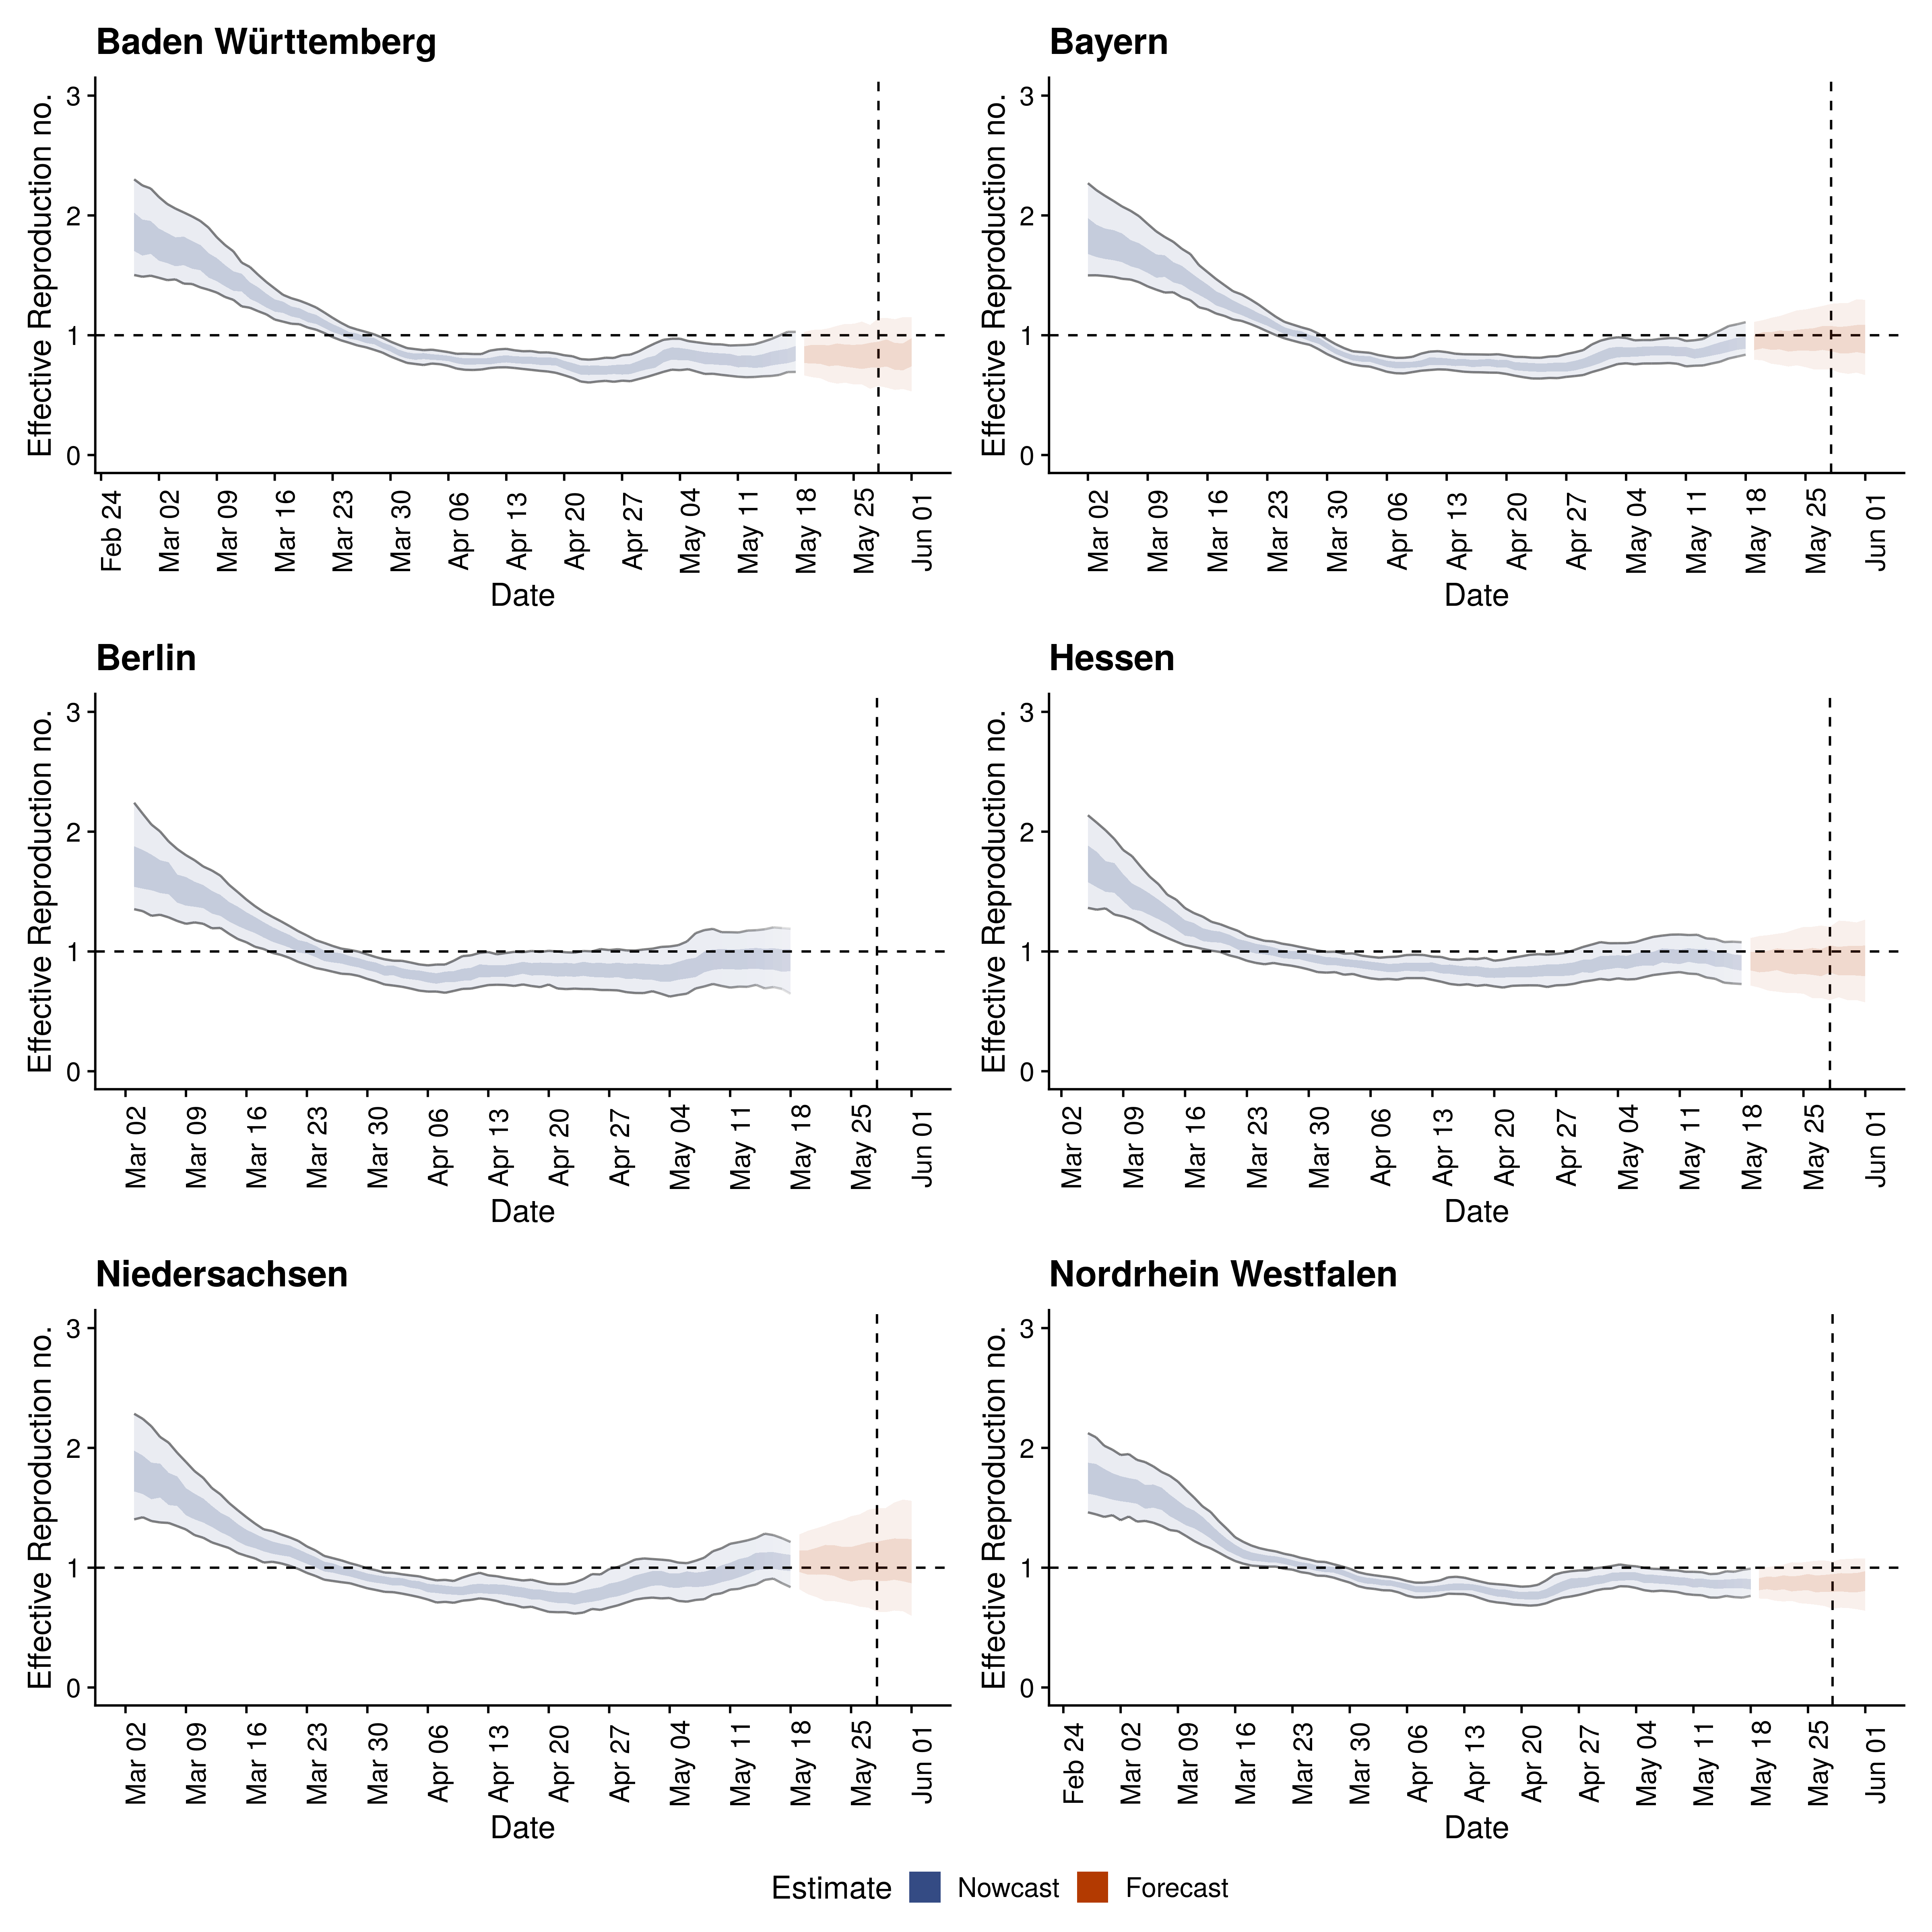 Baden Württemberg
Effective Reproduction no.
3
2
1
0
Feb 24
Mar 02
Mar 09
Mar 16
Mar 23
Mar 30
Apr 06
Apr 13
Apr 20
Apr 27
May 04
May 11
May 18
May 25
Jun 01
Date
Bayern
Effective Reproduction no.
3
2
1
0
Mar 02
Mar 09
Mar 16
Mar 23
Mar 30
Apr 06
Apr 13
Apr 20
Apr 27
May 04
May 11
May 18
May 25
Jun 01
Date
Berlin
Effective Reproduction no.
3
2
1
0
Mar 02
Mar 09
Mar 16
Mar 23
Mar 30
Apr 06
Apr 13
Apr 20
Apr 27
May 04
May 11
May 18
May 25
Jun 01
Date
Hessen
Effective Reproduction no.
3
2
1
0
Mar 02
Mar 09
Mar 16
Mar 23
Mar 30
Apr 06
Apr 13
Apr 20
Apr 27
May 04
May 11
May 18
May 25
Jun 01
Date
Niedersachsen
Effective Reproduction no.
3
2
1
0
Mar 02
Mar 09
Mar 16
Mar 23
Mar 30
Apr 06
Apr 13
Apr 20
Apr 27
May 04
May 11
May 18
May 25
Jun 01
Date
Nordrhein Westfalen
Effective Reproduction no.
3
2
1
0
Feb 24
Mar 02
Mar 09
Mar 16
Mar 23
Mar 30
Apr 06
Apr 13
Apr 20
Apr 27
May 04
May 11
May 18
May 25
Jun 01
Date
Estimate Nowcast Forecast